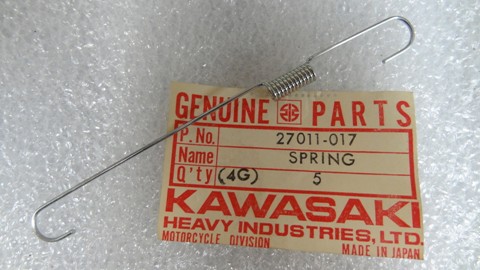 GENUINE PARTS
P.No. 27011-017
Name SPRING
Q'ty (4G) 5
KAWASAKI
HEAVY INDUSTRIES, LTD.
MOTORCYCLE DIVISION MADE IN JAPAN